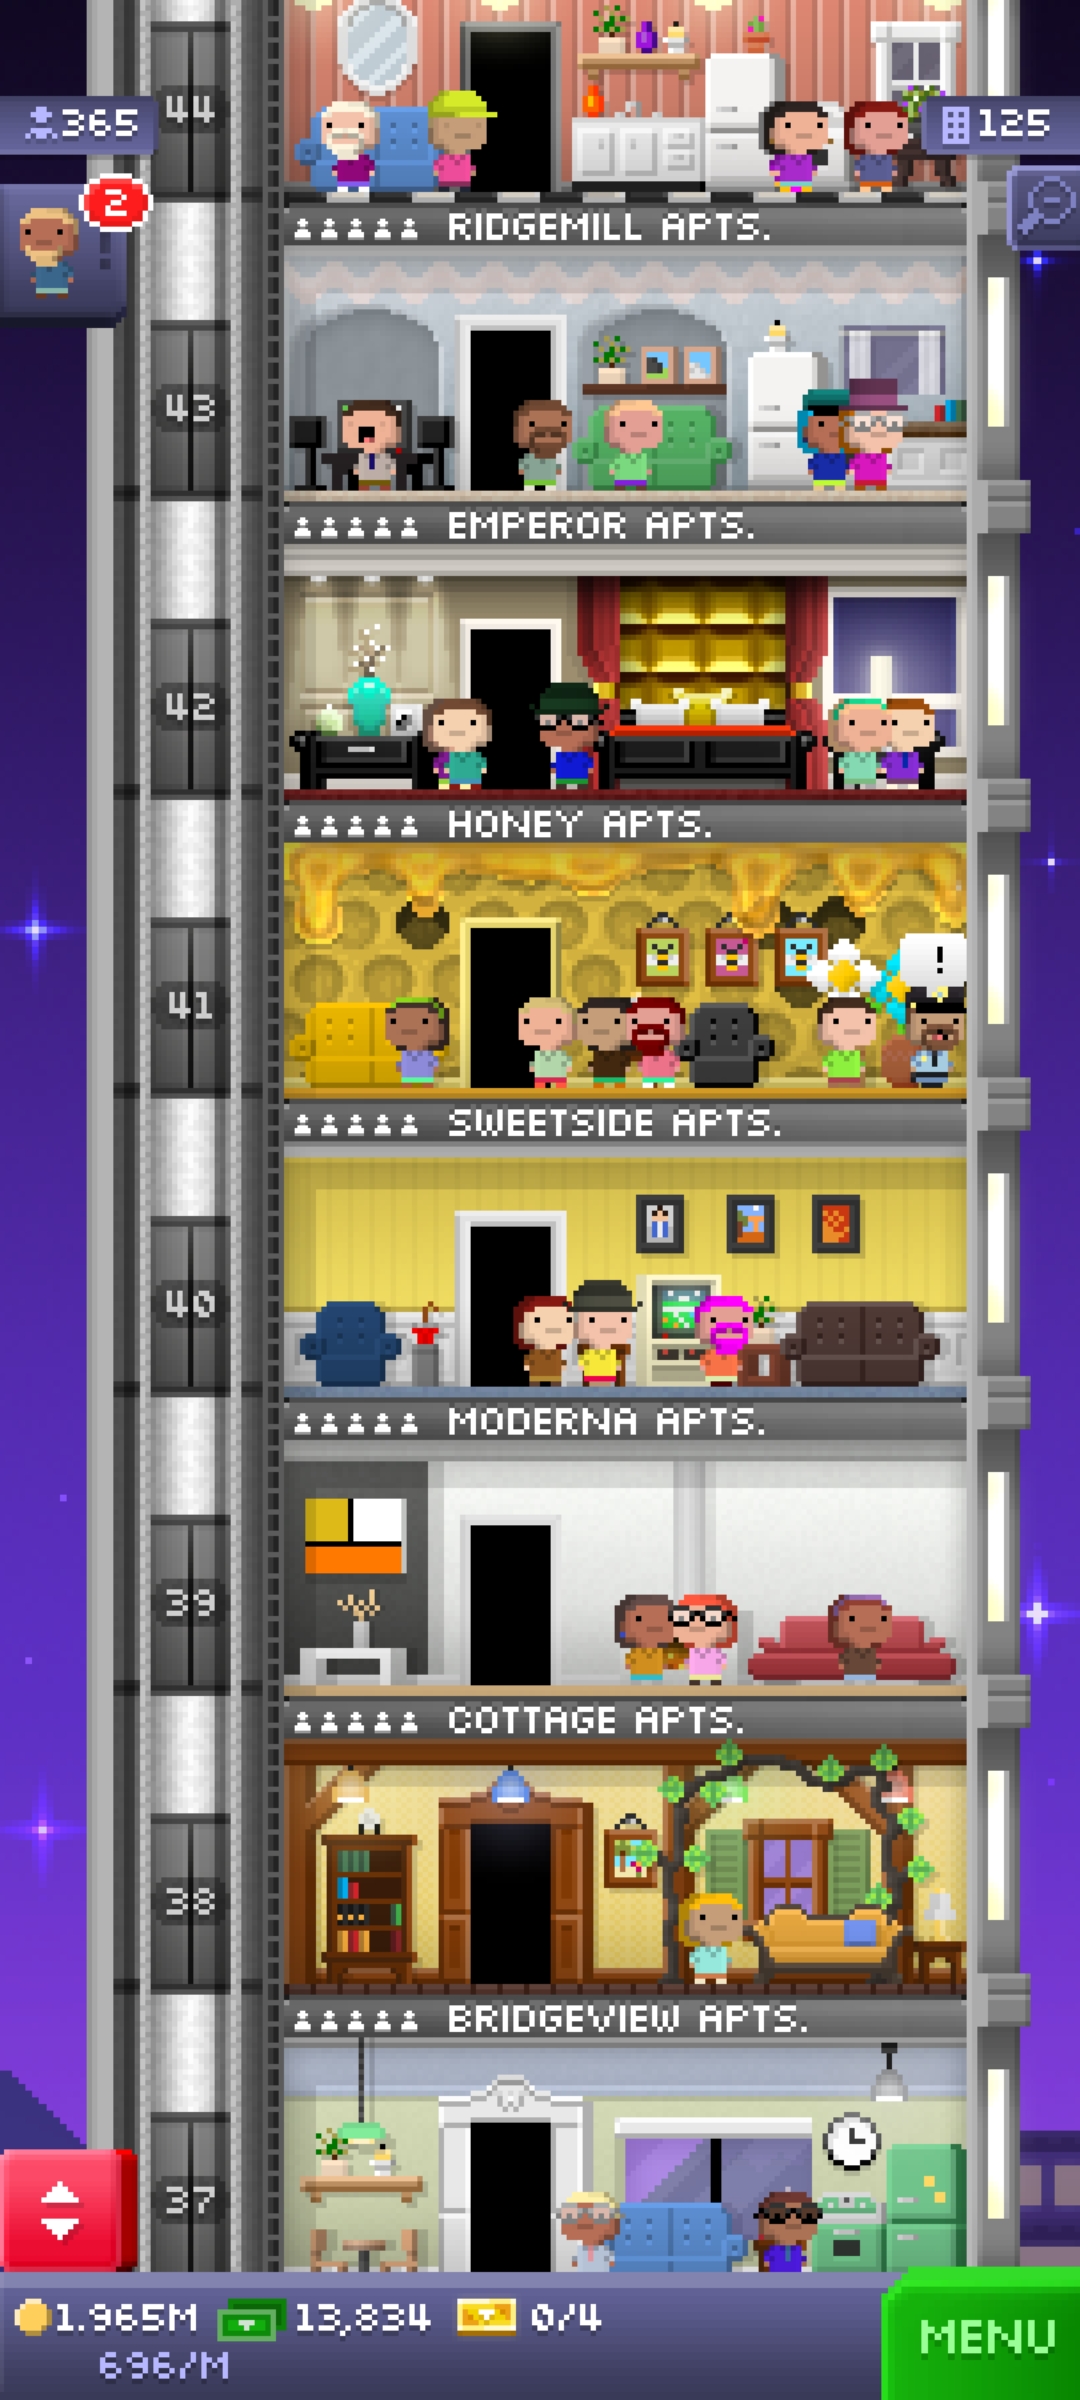 44
365
125
2
RIDGEMILL APTS.
43
EMPEROR APTS.
42
HONEY APTS.
!
41
SWEETSIDE APTS.
40
MODERNA APTS.
39
COTTAGE APTS.
38
BRIDGEVIEW APTS.
37
1.965M 13,834 0/4
696/M
MENU